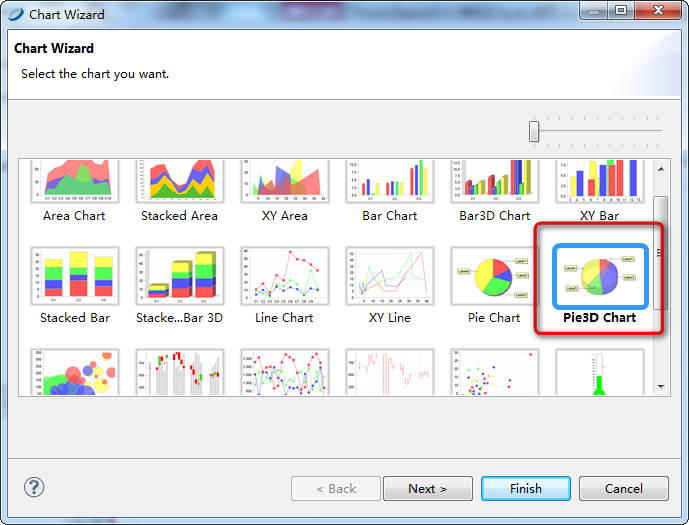 Chart Wizard
Chart Wizard
Select the chart you want.
Area Chart
Stacked Area
XY Area
Bar Chart
Bar3D Chart
XY Bar
Stacked Bar
Stacke...Bar 3D
Line Chart
XY Line
Pie Chart
Pie3D Chart
?
< Back
Next >
Finish
Cancel